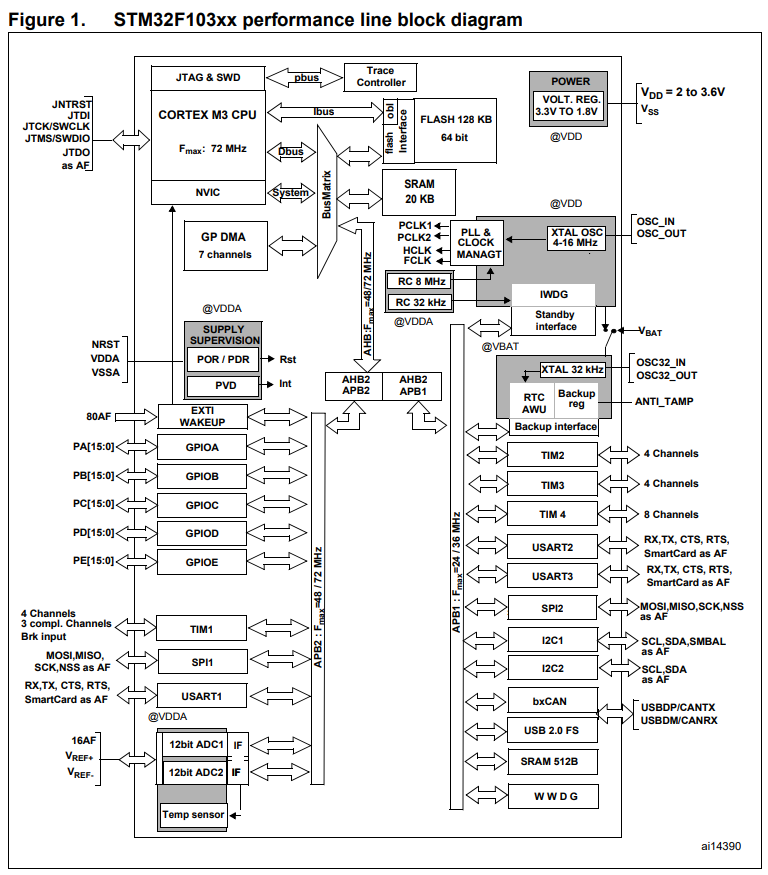 Figure 1. STM32F103xx performance line block diagram
JTAG & SWD
pbus
Trace
Controller
POWER
VOLT. REG.
3.3V TO 1.8V
@VDD
VDD = 2 to 3.6V
VSS
JNTRST
JTDI
JTCK/SWCLK
JTMS/SWDIO
JTDO
as AF
CORTEX M3 CPU
Fmax: 72 MHz
NVIC
Ibus
Dbus
System
BusMatrix
flash obl
Interface
FLASH 128 KB
64 bit
SRAM
20 KB
GP DMA
7 channels
AHB:Fmax=48/72 MHz
@VDD
PCLK1
PCLK2
HCLK
FCLK
PLL &
CLOCK
MANAGT
XTAL OSC
4-16 MHz
OSC_IN
OSC_OUT
RC 8 MHz
RC 32 kHz
@VDDA
IWDG
Standby
interface
@VBAT
VBAT
@VDDA
SUPPLY
SUPERVISION
NRST
VDDA
VSSA
POR / PDR
Rst
PVD
Int
XTAL 32 kHz
OSC32_IN
OSC32_OUT
RTC
AWU
Backup
reg
ANTI_TAMP
Backup interface
AHB2
APB2
AHB2
APB1
80AF
EXTI
WAKEUP
PA[15:0]
GPIOA
PB[15:0]
GPIOB
PC[15:0]
GPIOC
PD[15:0]
GPIOD
PE[15:0]
GPIOE
4 Channels
3 compl. Channels
Brk input
TIM1
MOSI,MISO,
SCK,NSS as AF
SPI1
RX,TX, CTS, RTS,
SmartCard as AF
USART1
@VDDA
16AF
VREF+
VREF-
12bit ADC1 IF
12bit ADC2 IF
Temp sensor
APB2 : Fmax=48 / 72 MHz
APB1 : Fmax=24 / 36 MHz
TIM2
4 Channels
TIM3
4 Channels
TIM 4
8 Channels
USART2
RX,TX, CTS, RTS,
SmartCard as AF
USART3
RX,TX, CTS, RTS,
SmartCard as AF
SPI2
MOSI,MISO,SCK,NSS
as AF
I2C1
SCL,SDA,SMBAL
as AF
I2C2
SCL,SDA
as AF
bxCAN
USBDP/CANTX
USBDM/CANRX
USB 2.0 FS
SRAM 512B
W W D G
ai14390